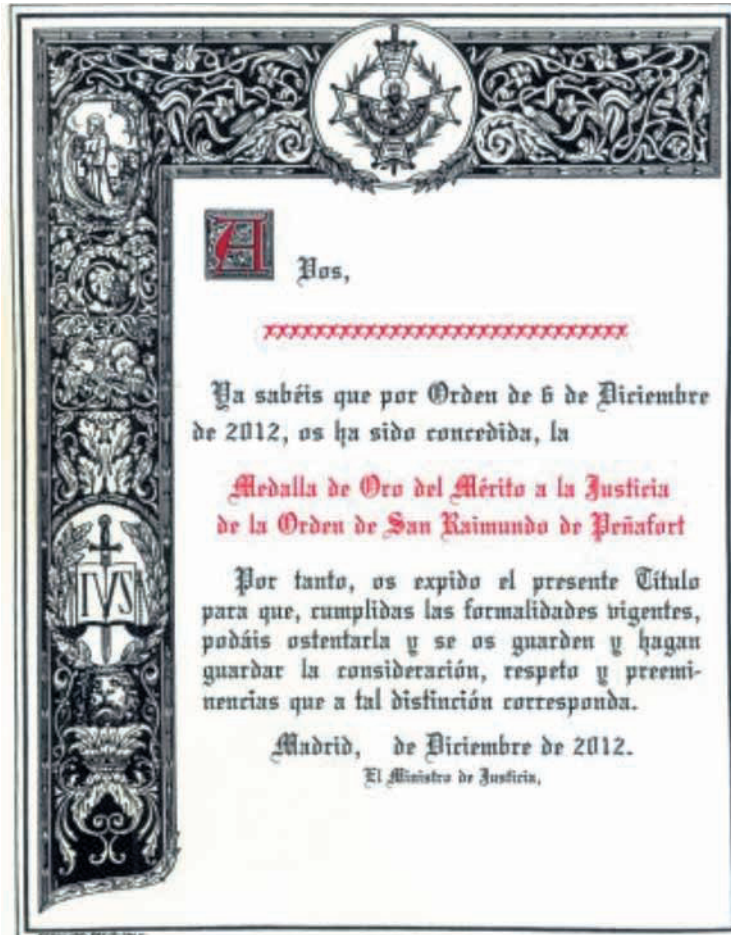 A Vos,
xxxxxxxxxxxxxxxxxxxxxxxxxxxxx
Ya sabéis que por Orden de 6 de Diciembre
de 2012, os ha sido concedida, la
Medalla de Oro del Mérito a la Justicia
de la Orden de San Raimundo de Peñafort
Por tanto, os expido el presente Título
para que, cumplidas las formalidades vigentes,
podáis ostentarla y se os guarden y hagan
guardar la consideración, respeto y preemi-
nencias que a tal distinción corresponda.
IVS
Madrid, de Diciembre de 2012.
El Ministro de Justicia,